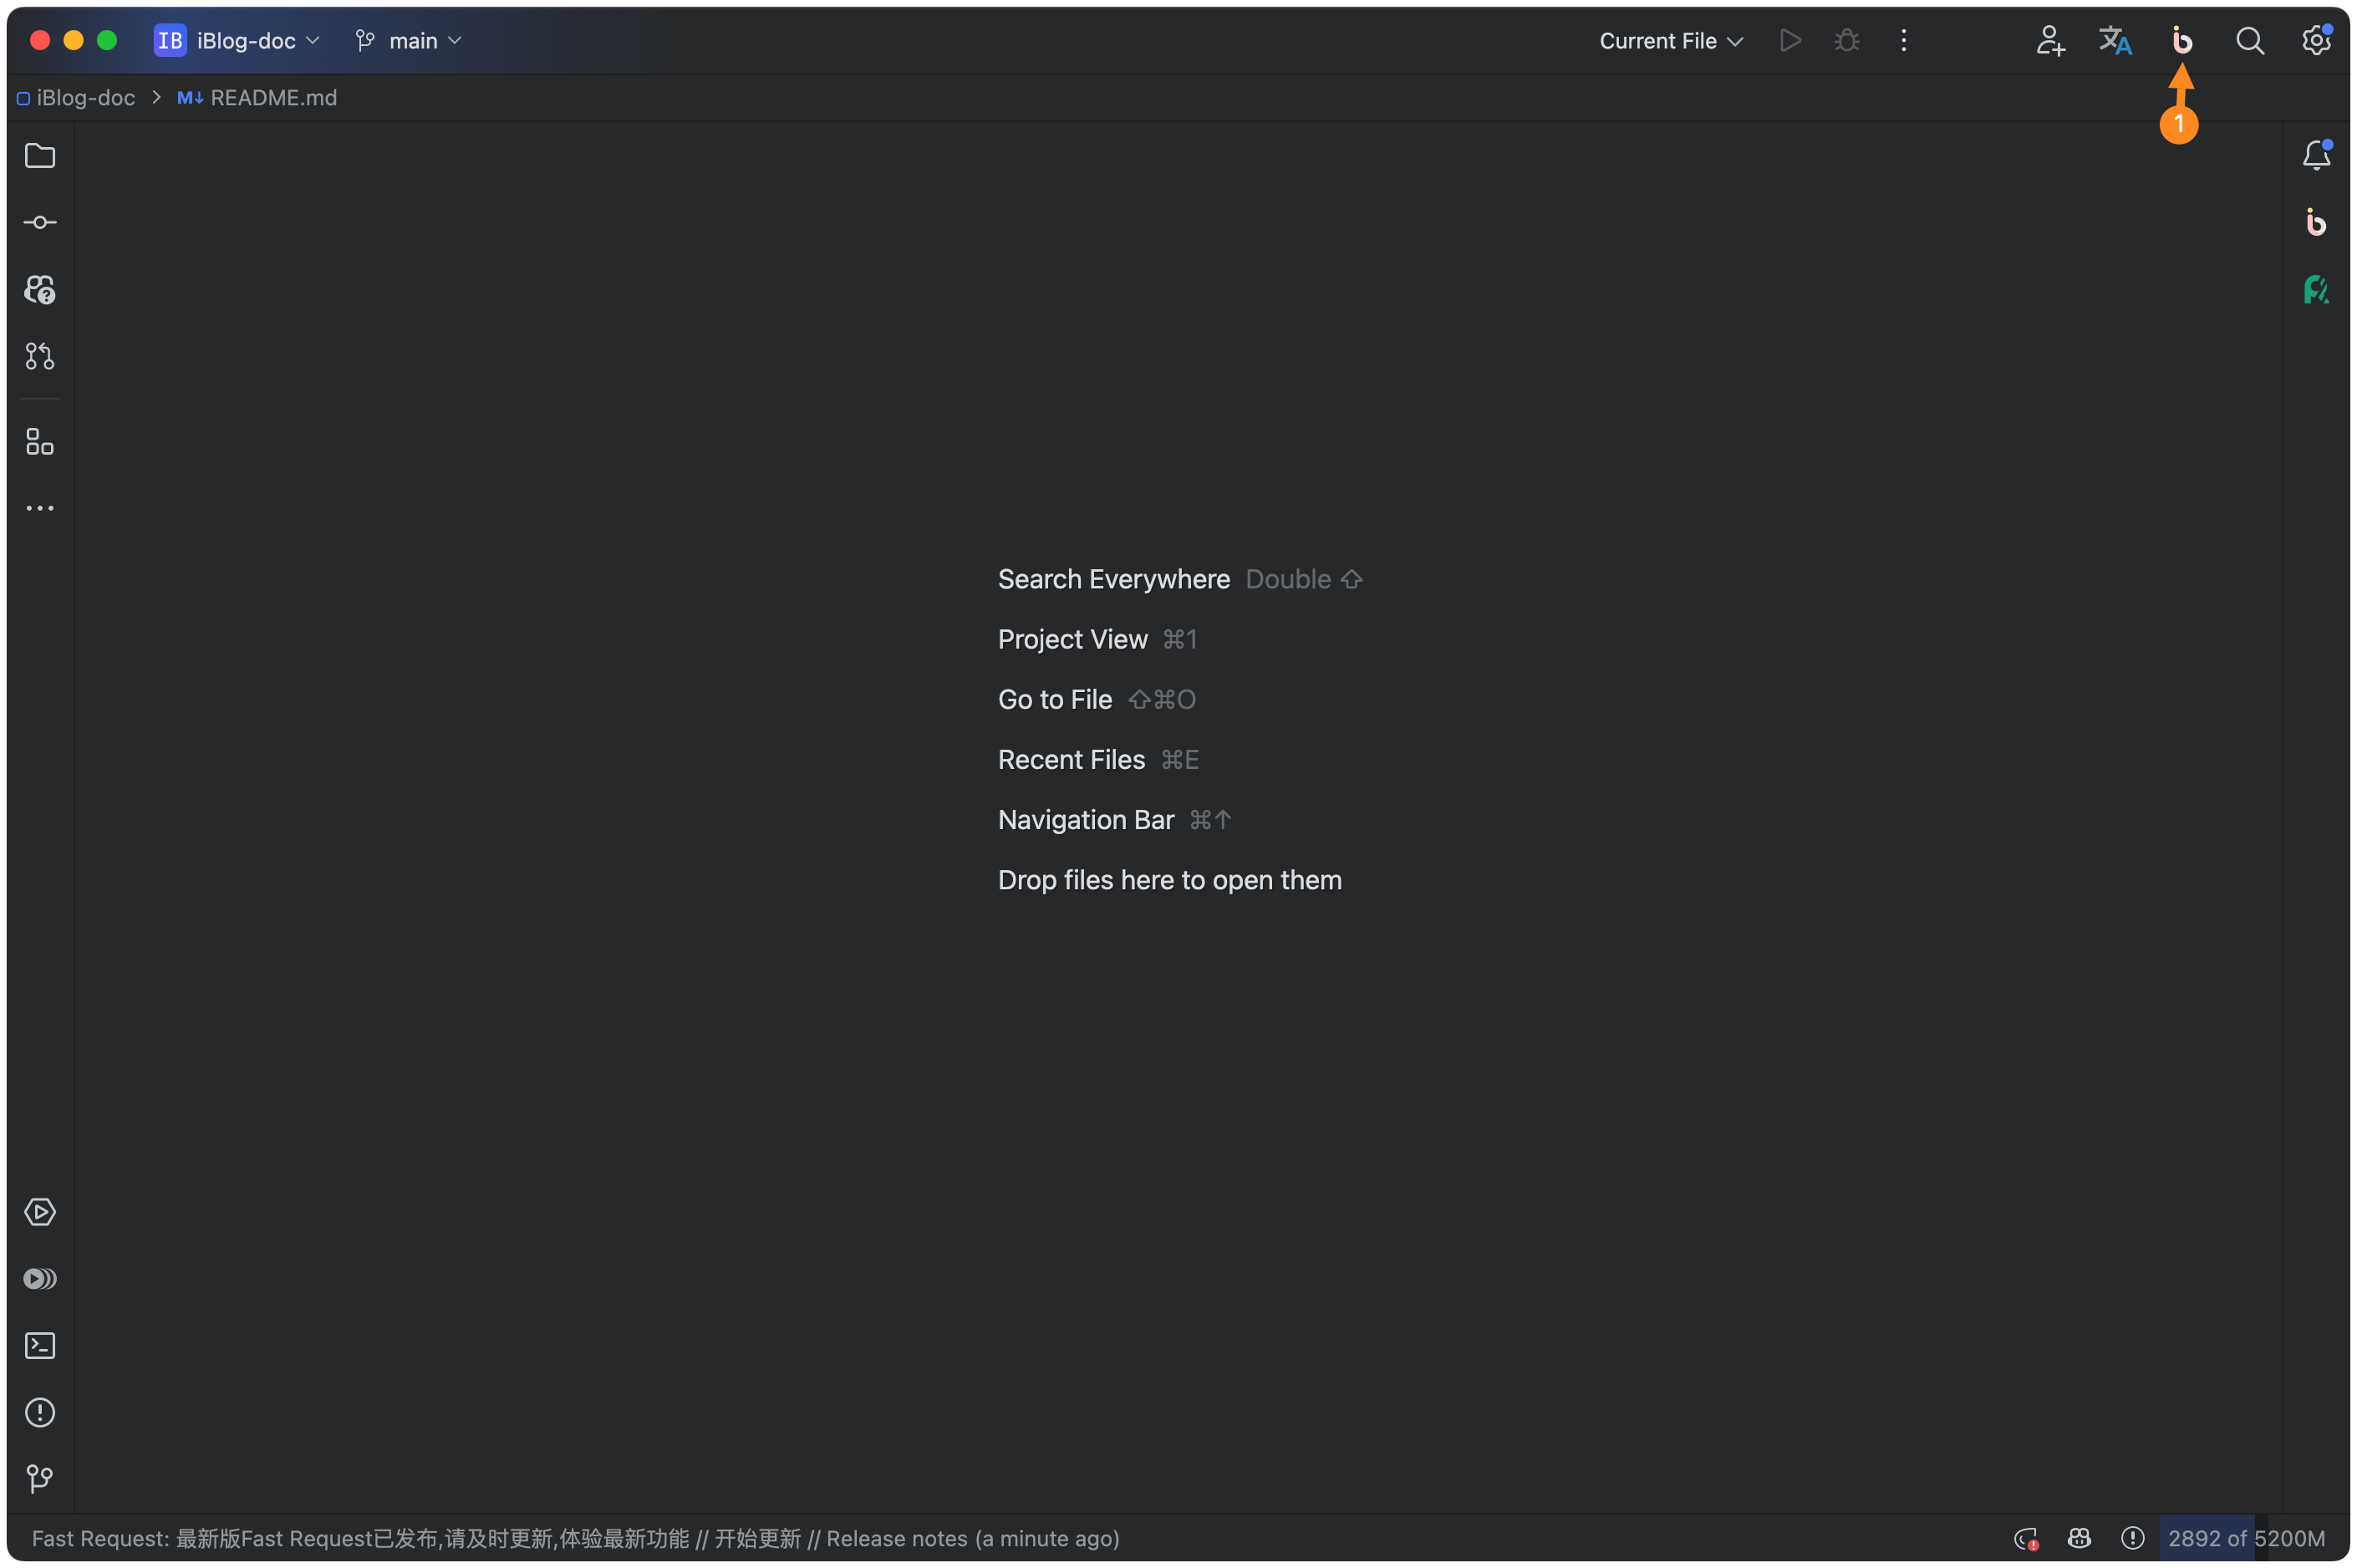 IB iBlog-doc main Current File
iBlog-doc > M↓ README.md
1
Search Everywhere Double ⇧
Project View ⌘1
Go to File ⇧⌘O
Recent Files ⌘E
Navigation Bar ⌘↑
Drop files here to open them
Fast Request: 最新版Fast Request已发布,请及时更新,体验最新功能 // 开始更新 // Release notes (a minute ago) 2892 of 5200M